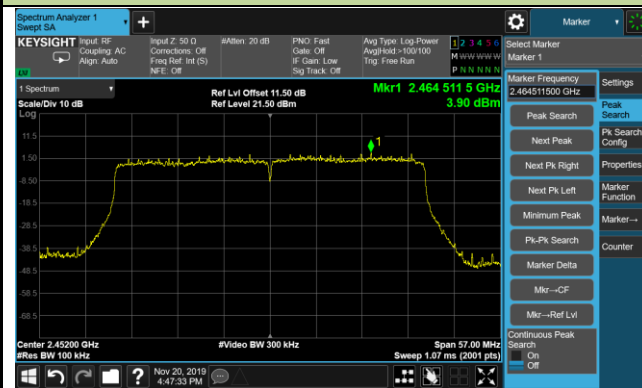 Spectrum Analyzer 1
Swept SA
Marker
KEYSIGHT
Input: RF
Coupling: AC
Align: Auto
Input Z: 50 Ω
Corrections: Off
Freq Ref: Int (S)
NFE: Off
#Atten: 20 dB
PNO: Fast
Gate: Off
IF Gain: Low
Sig Track: Off
Avg Type: Log-Power
Avg|Hold:>100/100
Trig: Free Run
1 2 3 4 5 6
M W W W W W
P N N N N N
LXI
Select Marker
Marker 1
1 Spectrum
Scale/Div 10 dB
Log
Ref Lvl Offset 11.50 dB
Ref Level 21.50 dBm
Mkr1 2.464 511 5 GHz
3.90 dBm
11.5
1.50
-8.50
-18.5
-28.5
-38.5
-48.5
-58.5
-68.5
1
Center 2.45200 GHz
#Res BW 100 kHz
#Video BW 300 kHz
Span 57.00 MHz
Sweep 1.07 ms (2001 pts)
Marker Frequency
2.464511500 GHz
Peak Search
Next Peak
Next Pk Right
Next Pk Left
Minimum Peak
Pk-Pk Search
Marker Delta
Mkr→CF
Mkr→Ref Lvl
Continuous Peak
Search
On
Off
Settings
Peak
Search
Pk Search
Config
Properties
Marker
Function
Marker→
Counter
?
Nov 20, 2019
4:47:33 PM